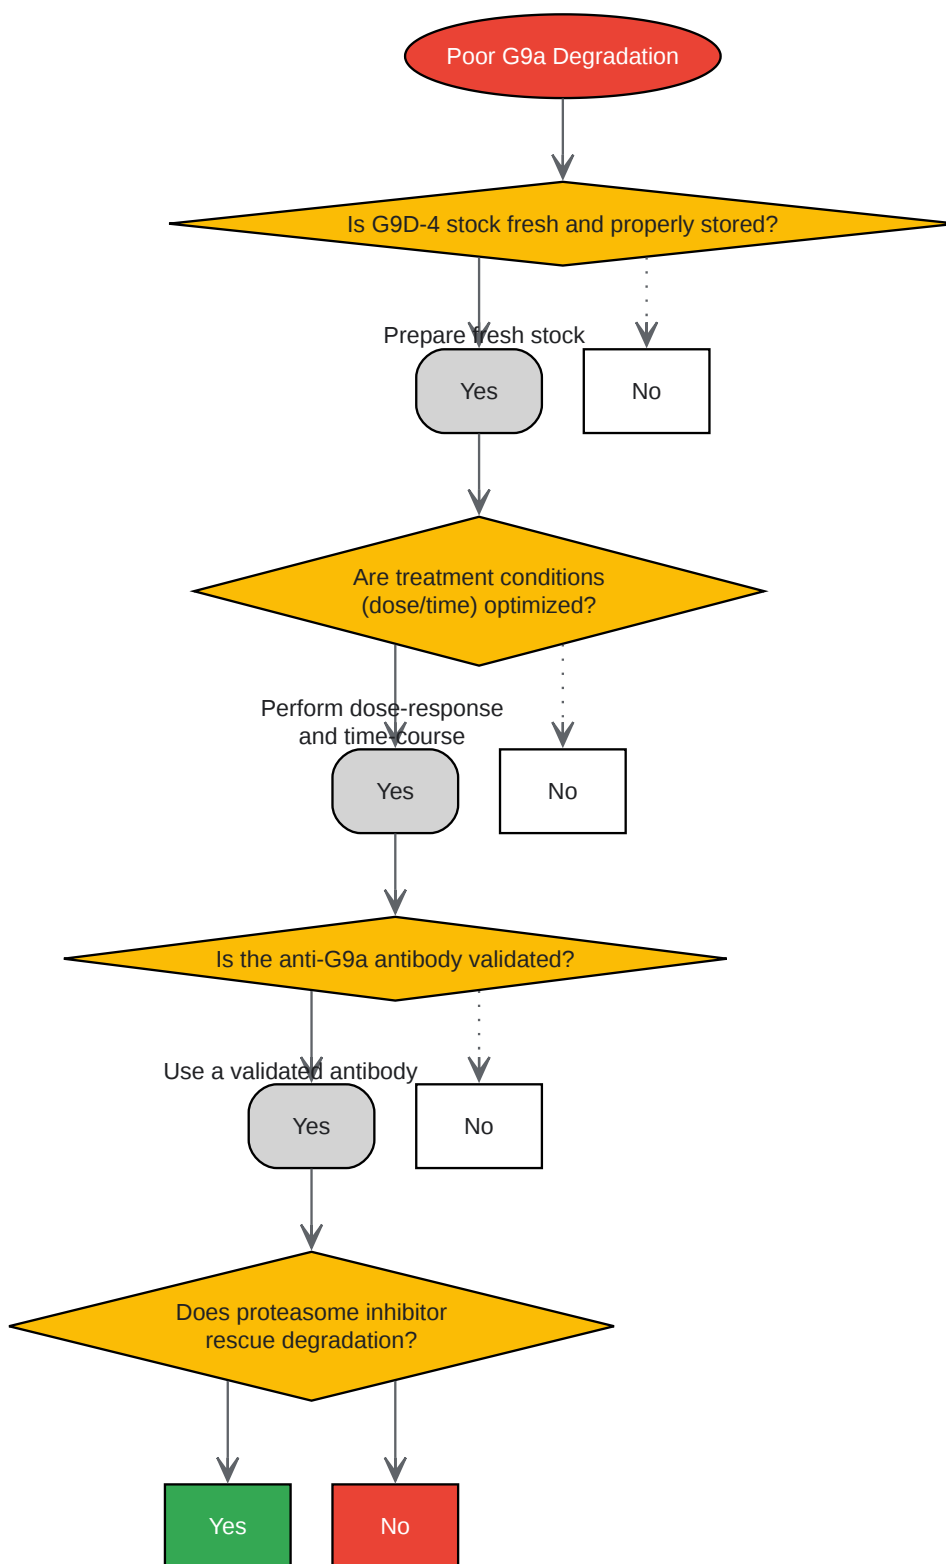 Poor G9a Degradation
Is G9D-4 stock fresh and properly stored?
Prepare fresh stock
Yes
No
Are treatment conditions
(dose/time) optimized?
Perform dose-response
and time-course
Yes
No
Is the anti-G9a antibody validated?
Use a validated antibody
Yes
No
Does proteasome inhibitor
rescue degradation?
Yes
No